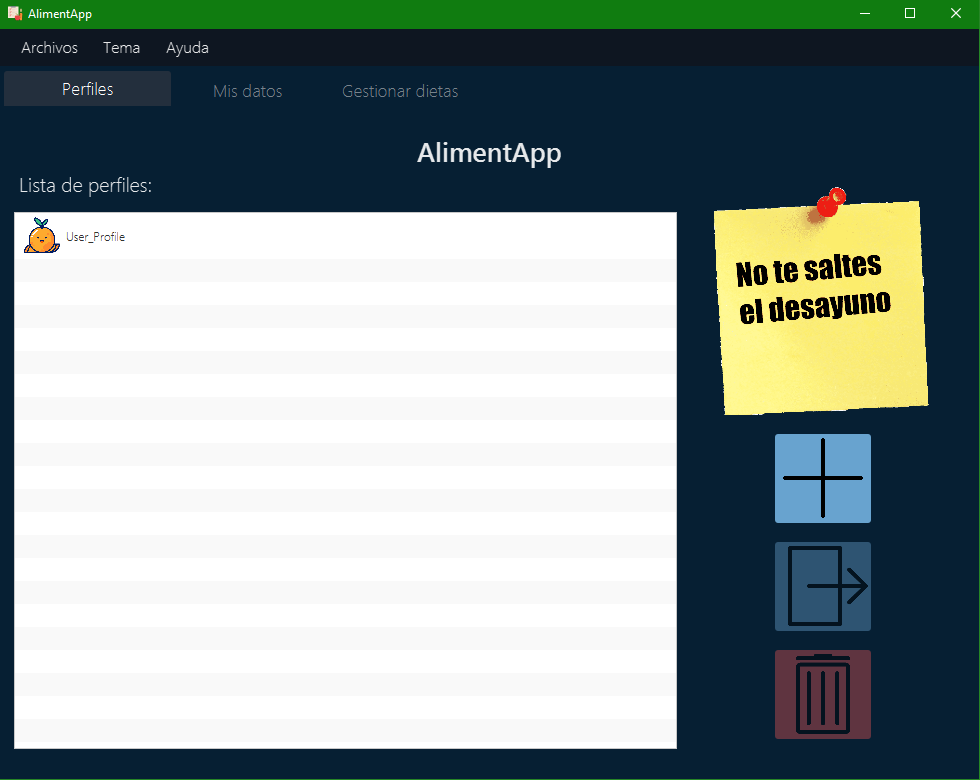 AlimentApp
Archivos Tema Ayuda
Perfiles Mis datos Gestionar dietas
AlimentApp
Lista de perfiles:
User_Profile
No te saltes
el desayuno